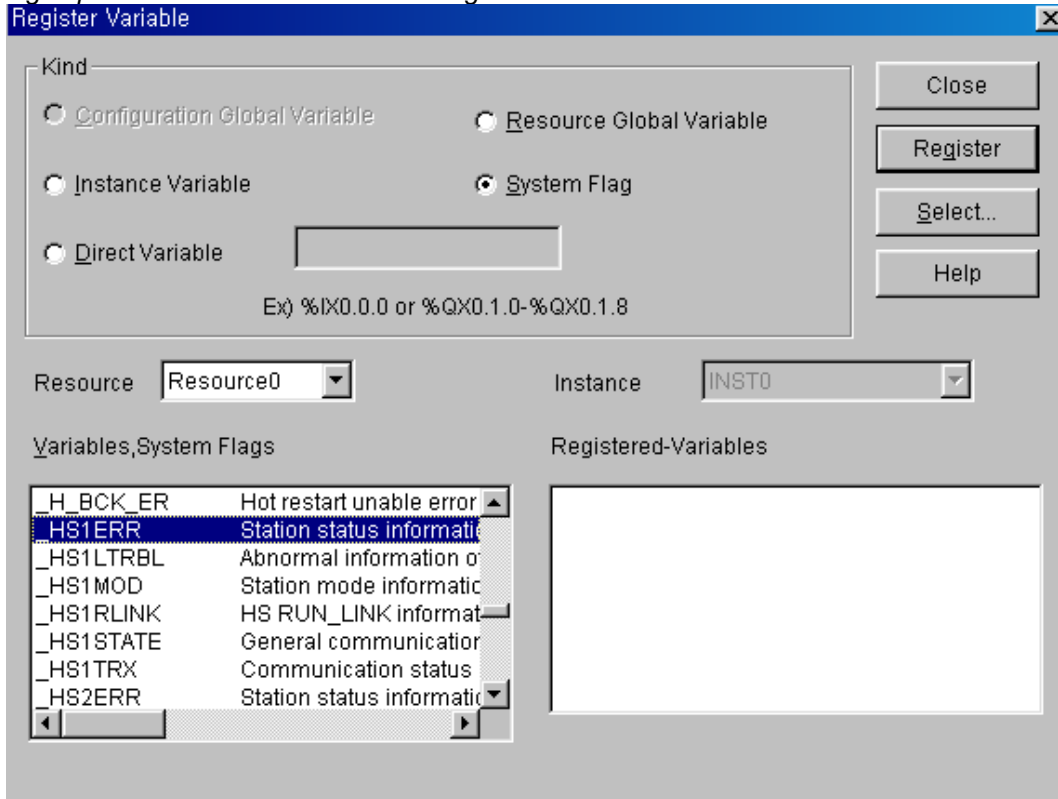 Register Variable
Kind
Configuration Global Variable
Resource Global Variable
Instance Variable
System Flag
Direct Variable
Ex) %IX0.0.0 or %QX0.1.0-%QX0.1.8
Close
Register
Select...
Help
Resource Resource0
Instance INST0
Variables,System Flags
Registered-Variables
_H_BCK_ER Hot restart unable error
_HS1ERR Station status informati
_HS1LTRBL Abnormal information o
_HS1MOD Station mode informatic
_HS1RLINK HS RUN_LINK informat
_HS1STATE General communication
_HS1TRX Communication status
_HS2ERR Station status informatic